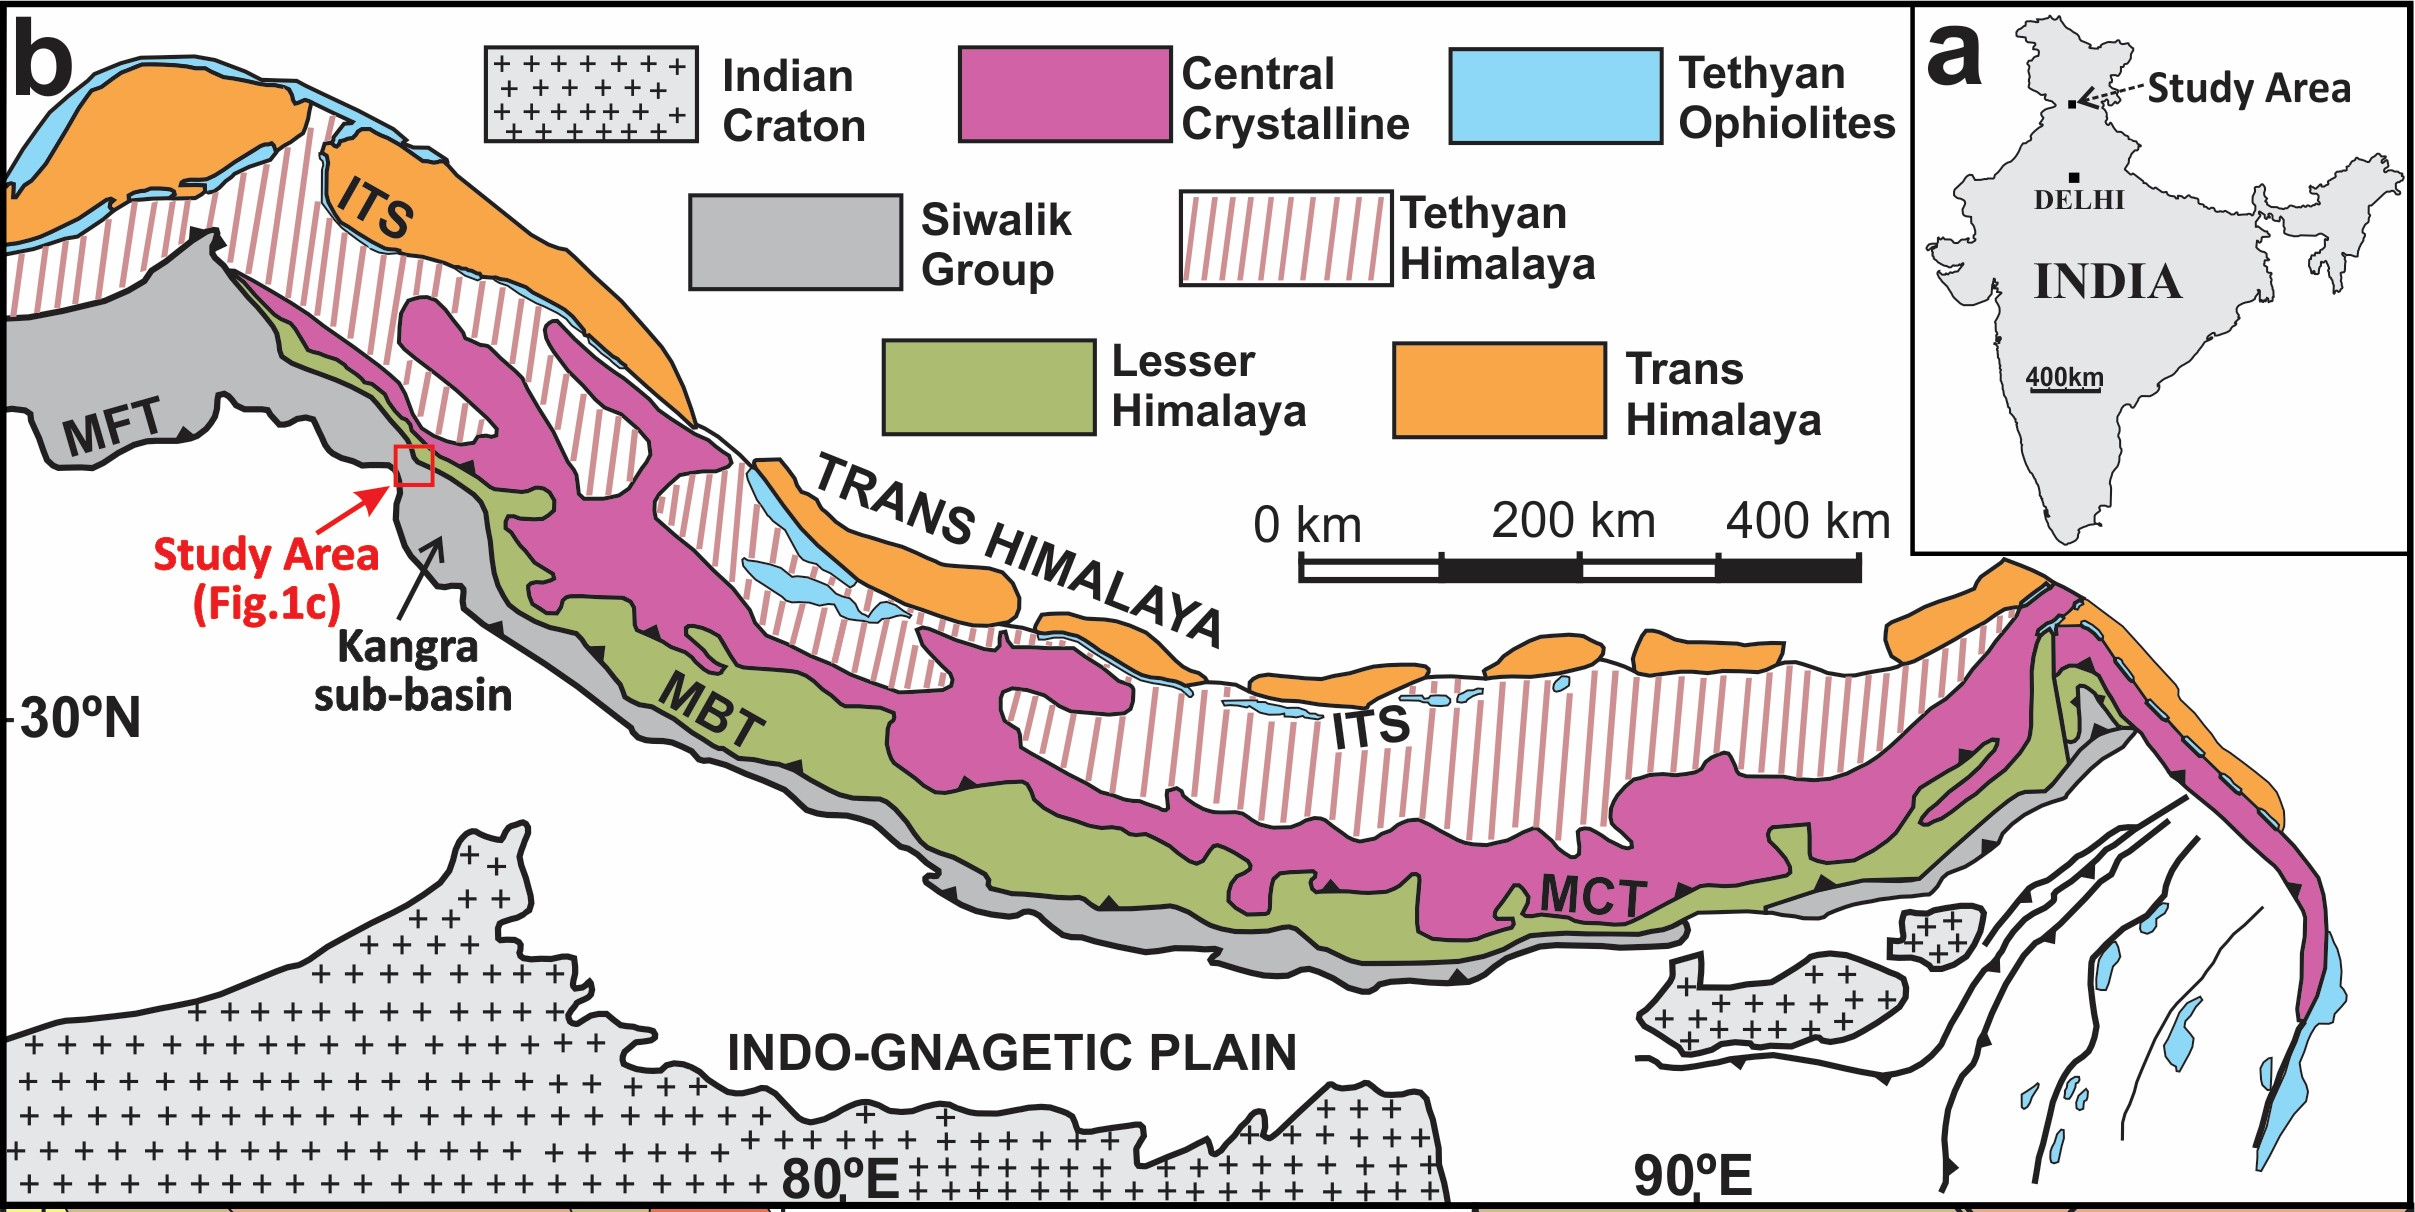 b
Indian
Craton
Central
Crystalline
Tethyan
Ophiolites
Siwalik
Group
Tethyan
Himalaya
Lesser
Himalaya
Trans
Himalaya
a
Study Area
DELHI
INDIA
400km
ITS
MFT
TRANS HIMALAYA
0 km
200 km
400 km
Study Area
(Fig.1c)
Kangra
sub-basin
30ºN
MBT
ITS
MCT
INDO-GNAGETIC PLAIN
80ºE
90ºE